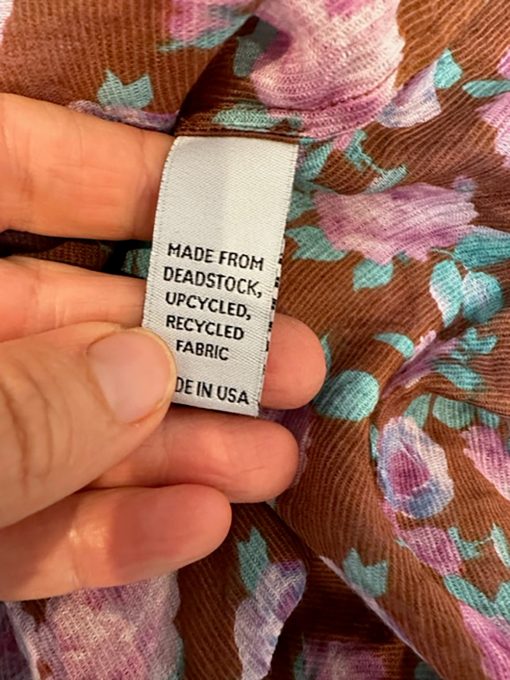 MADE FROM
DEADSTOCK,
UPCYCLED,
RECYCLED
FABRIC
DE IN USA